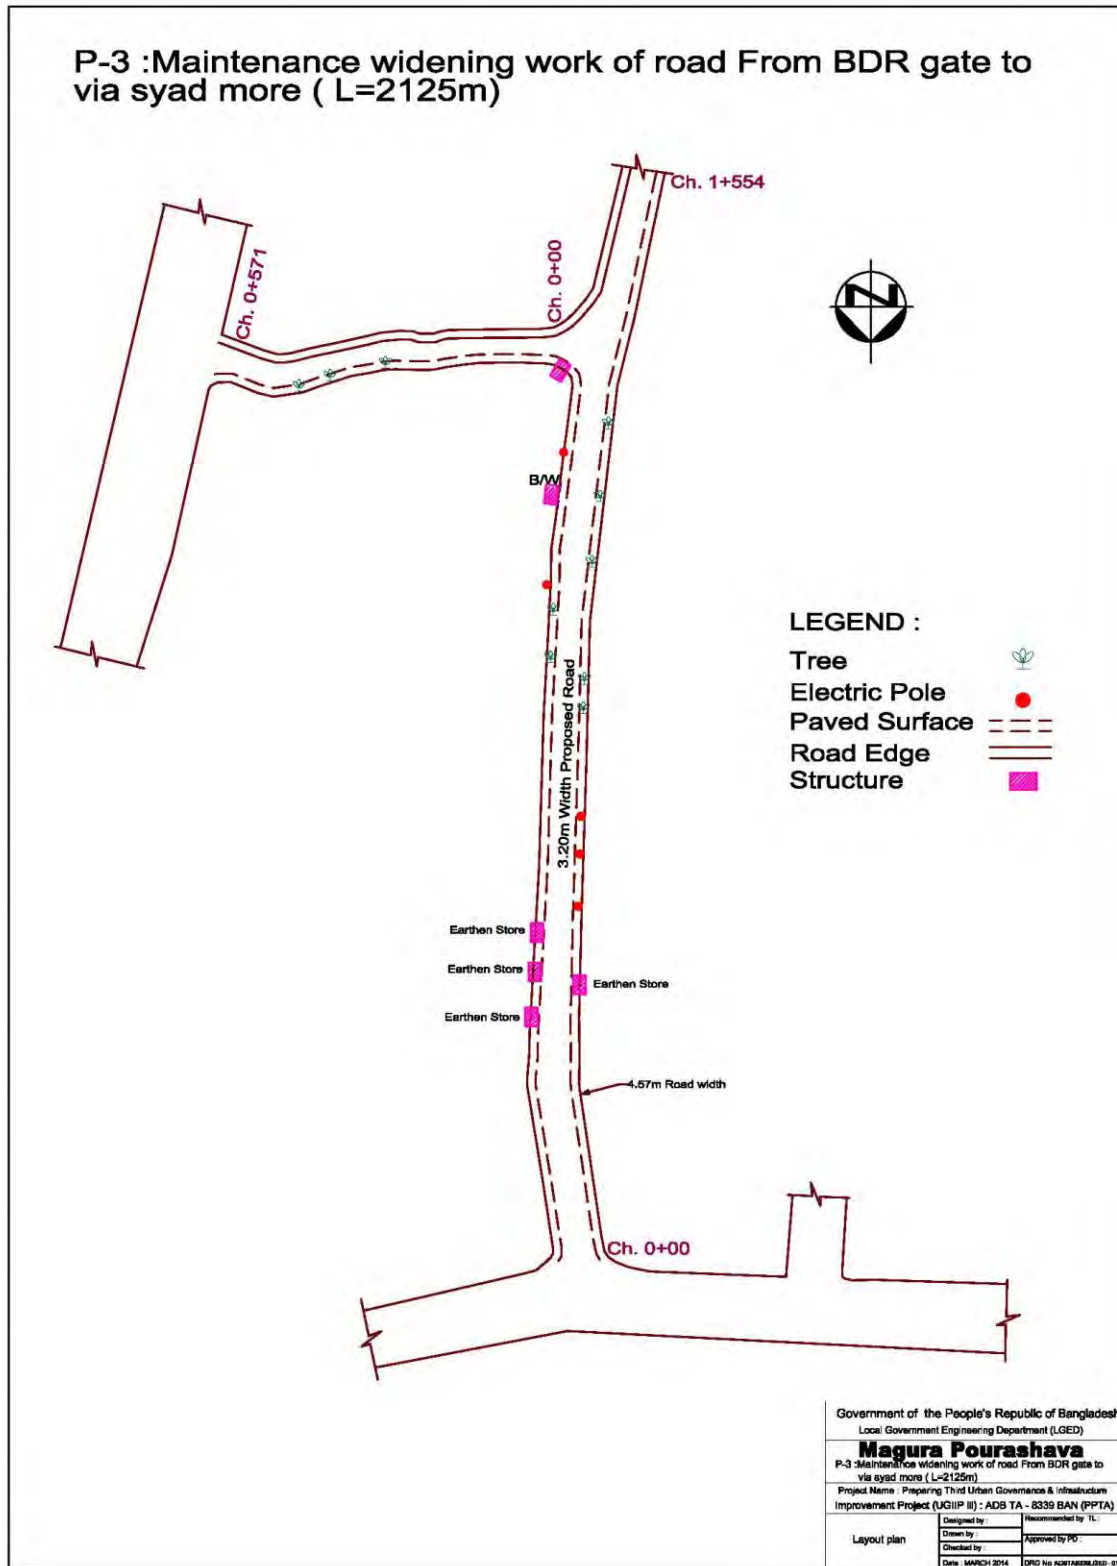 P-3 :Maintenance widening work of road From BDR gate to
via syad more ( L=2125m)
Ch. 1+554
Ch. 0+571
Ch. 0+00
N
B/W
LEGEND :
Tree
Electric Pole
Paved Surface
Road Edge
Structure
3.20m Width Proposed Road
Earthen Store
Earthen Store
Earthen Store
Earthen Store
4.57m Road width
Ch. 0+00
Government of the People's Republic of Bangladesh
Local Government Engineering Department (LGED)
Magura Pourashava
P-3 :Maintenance widening work of road From BDR gate to
via syad more ( L=2125m)
Project Name : Preparing Third Urban Governance & Infrastructure
Improvement Project (UGIIP III) : ADB TA - 8339 BAN (PPTA)
Layout plan
Designed by :
Recommended by TL :
Drawn by :
Approved by PD :
Checked by :
Date : MARCH 2014
DRG No